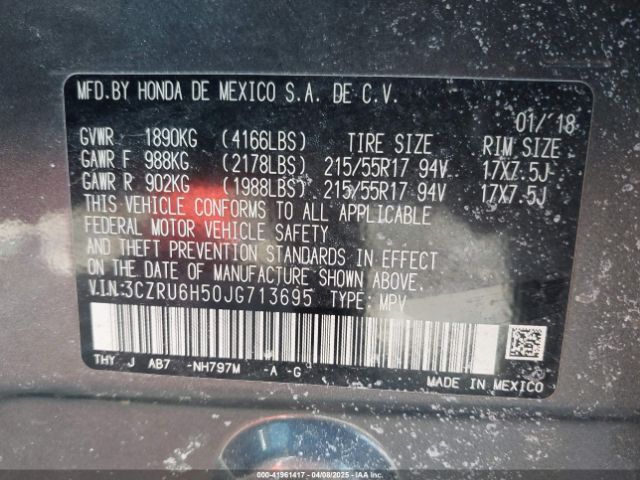 MFD.BY HONDA DE MEXICO S.A. DE C.V.
01/'18
GVWR 1890KG (4166LBS) TIRE SIZE RIM SIZE
GAWR F 988KG (2178LBS) 215/55R17 94V 17X7.5J
GAWR R 902KG (1988LBS) 215/55R17 94V 17X7.5J
THIS VEHICLE CONFORMS TO ALL APPLICABLE
FEDERAL MOTOR VEHICLE SAFETY
AND THEFT PREVENTION STANDARDS IN EFFECT
ON THE DATE OF MANUFACTURE SHOWN ABOVE.
V.I.N:3CZRU6H50JG713695 TYPE: MPV
THY J AB7 -NH797M -A -G
MADE IN MEXICO
000-41961417 - 04/08/2025 - IAAI.COM